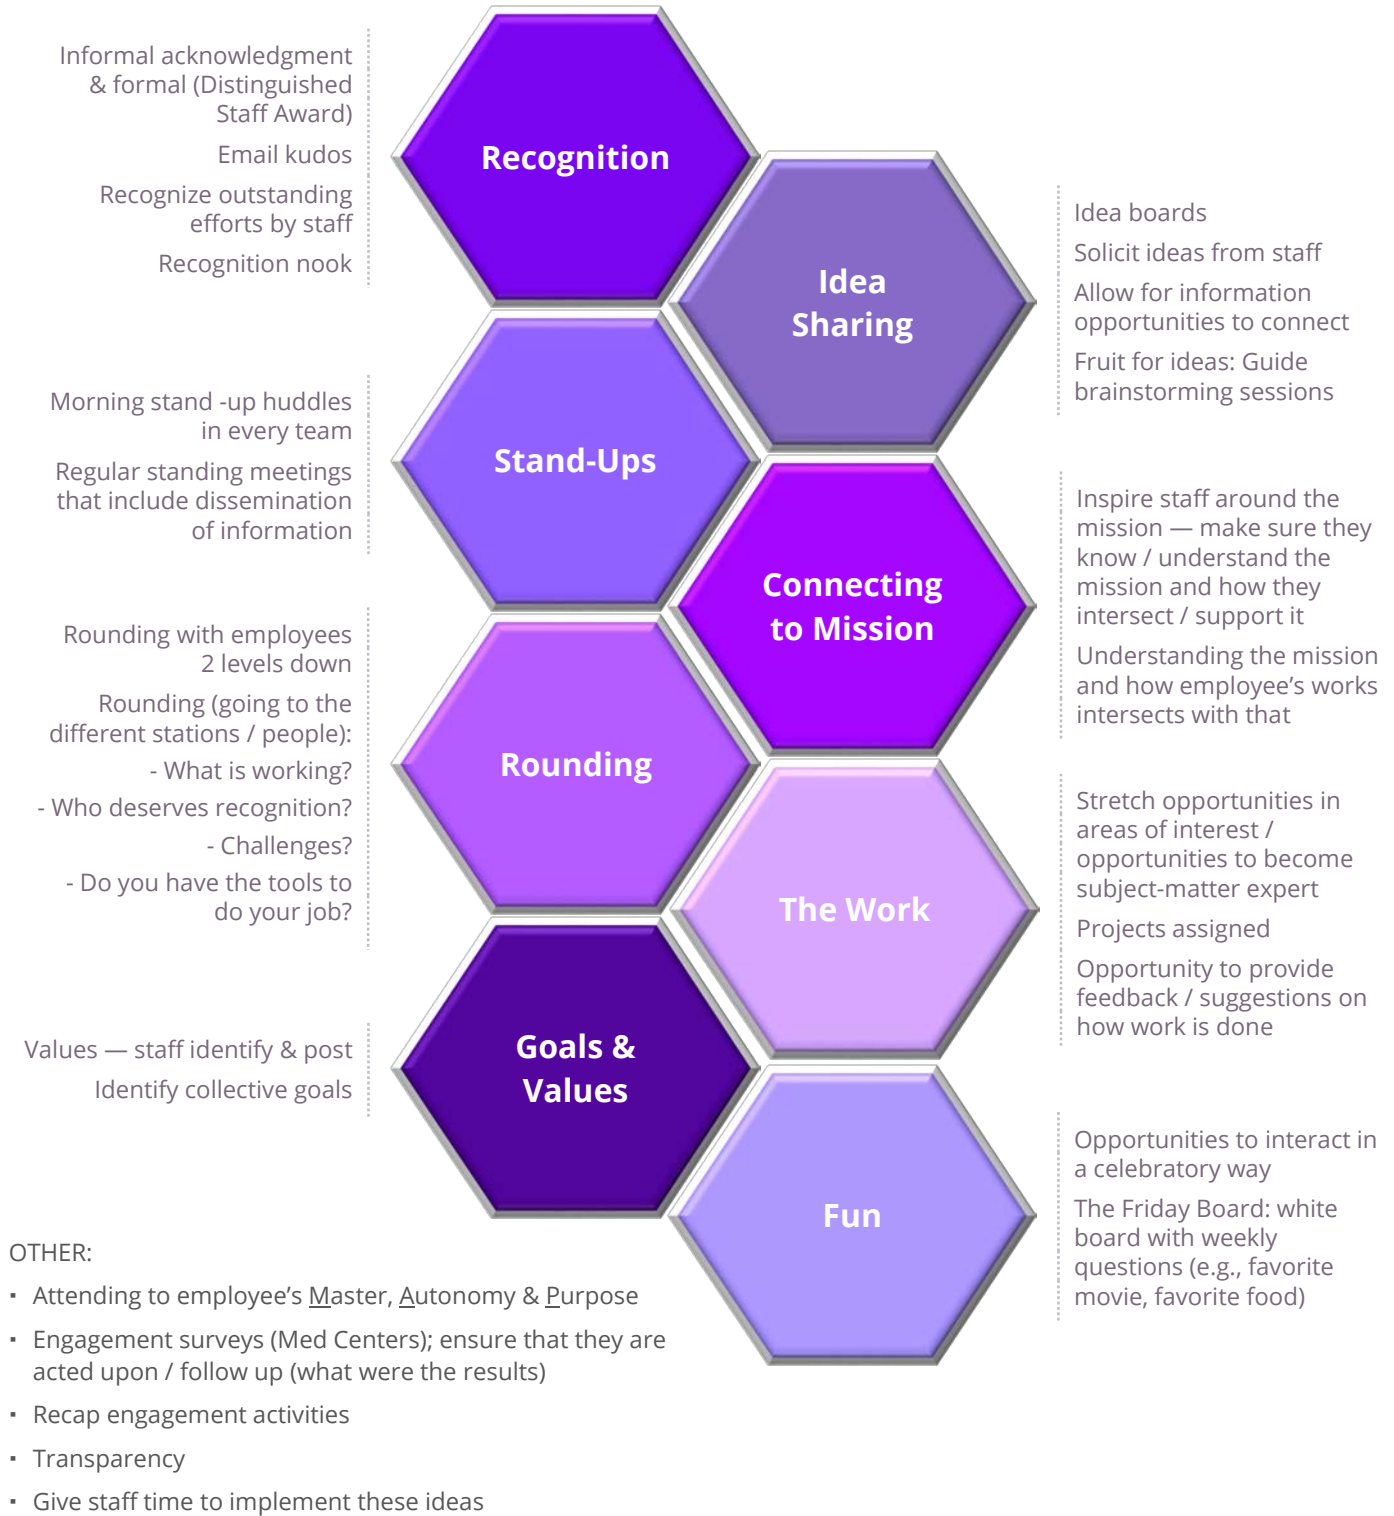 Informal acknowledgment
& formal (Distinguished
Staff Award)
Email kudos
Recognize outstanding
efforts by staff
Recognition nook
Recognition
Idea
Sharing
Idea boards
Solicit ideas from staff
Allow for information
opportunities to connect
Fruit for ideas: Guide
brainstorming sessions
Morning stand -up huddles
in every team
Regular standing meetings
that include dissemination
of information
Stand-Ups
Connecting
to Mission
Inspire staff around the
mission — make sure they
know / understand the
mission and how they
intersect / support it
Understanding the mission
and how employee’s works
intersects with that
Rounding with employees
2 levels down
Rounding (going to the
different stations / people):
- What is working?
- Who deserves recognition?
- Challenges?
- Do you have the tools to
do your job?
Rounding
The Work
Stretch opportunities in
areas of interest /
opportunities to become
subject-matter expert
Projects assigned
Opportunity to provide
feedback / suggestions on
how work is done
Values — staff identify & post
Identify collective goals
Goals &
Values
Fun
Opportunities to interact in
a celebratory way
The Friday Board: white
board with weekly
questions (e.g., favorite
movie, favorite food)
OTHER:
▪ Attending to employee’s Master, Autonomy & Purpose
▪ Engagement surveys (Med Centers); ensure that they are
acted upon / follow up (what were the results)
▪ Recap engagement activities
▪ Transparency
▪ Give staff time to implement these ideas